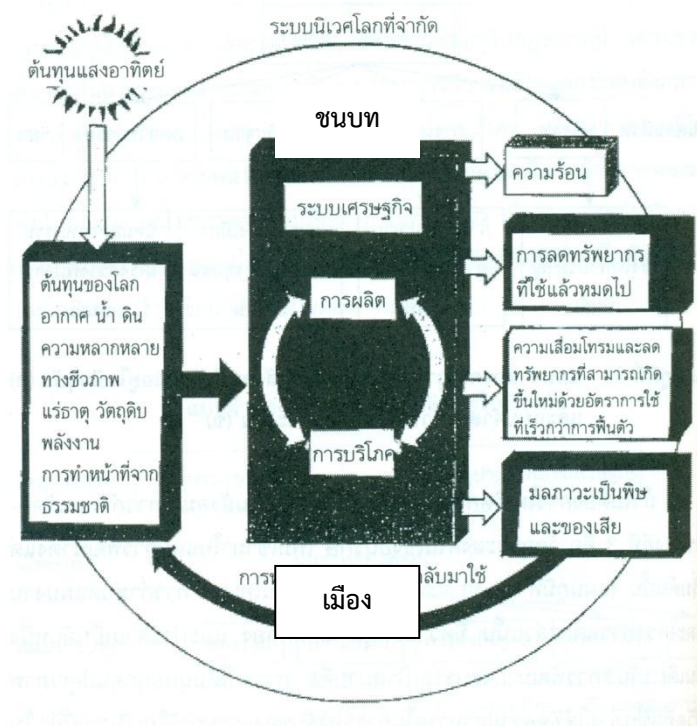 ระบบนิเวศโลกที่จำกัด
ต้นทุนแสงอาทิตย์
ชนบท
ความร้อน
ระบบเศรษฐกิจ
การลดทรัพยากร
ที่ใช้แล้วหมดไป
ต้นทุนของโลก
อากาศ น้ำ ดิน
ความหลากหลาย
ทางชีวภาพ
แร่ธาตุ วัตถุดิบ
พลังงาน
การทำหน้าที่จาก
ธรรมชาติ
การผลิต
การบริโภค
ความเสื่อมโทรมและลด
ทรัพยากรที่สามารถเกิด
ขึ้นใหม่ด้วยอัตราการใช้
ที่เร็วกว่าการฟื้นตัว
มลภาวะเป็นพิษ
และของเสีย
เมือง